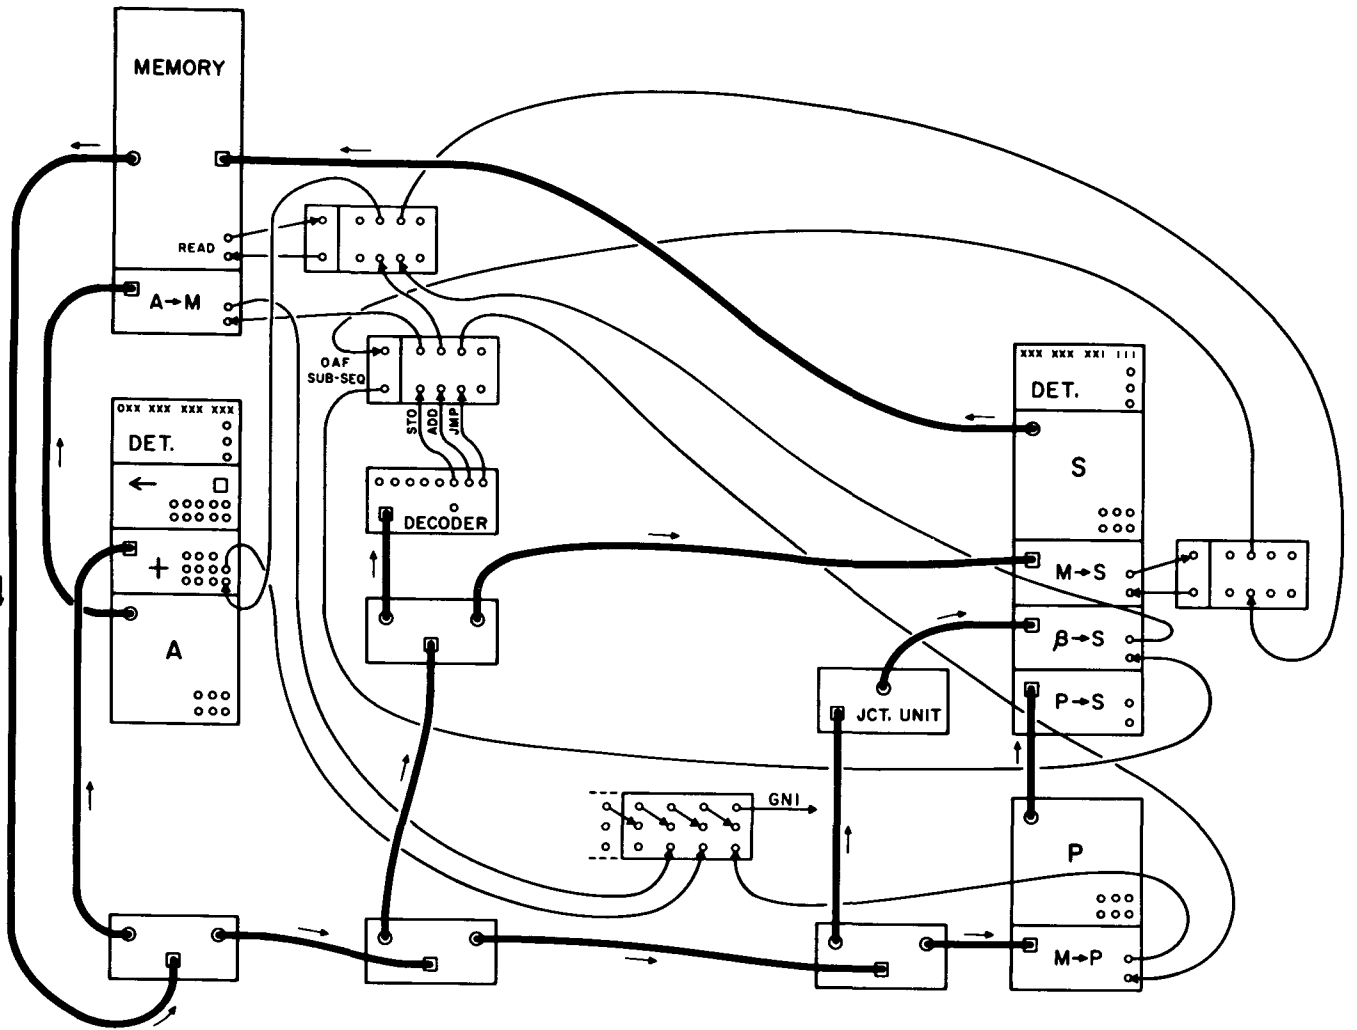 MEMORY
READ
A→M
OAF
SUB-SEQ
STO
ADD
JMP
OXX XXX XXX XXX
DET.
←
+
A
DECODER
XXX XXX XXI III
DET.
S
M→S
β→S
P→S
JCT. UNIT
GNI
P
M→P